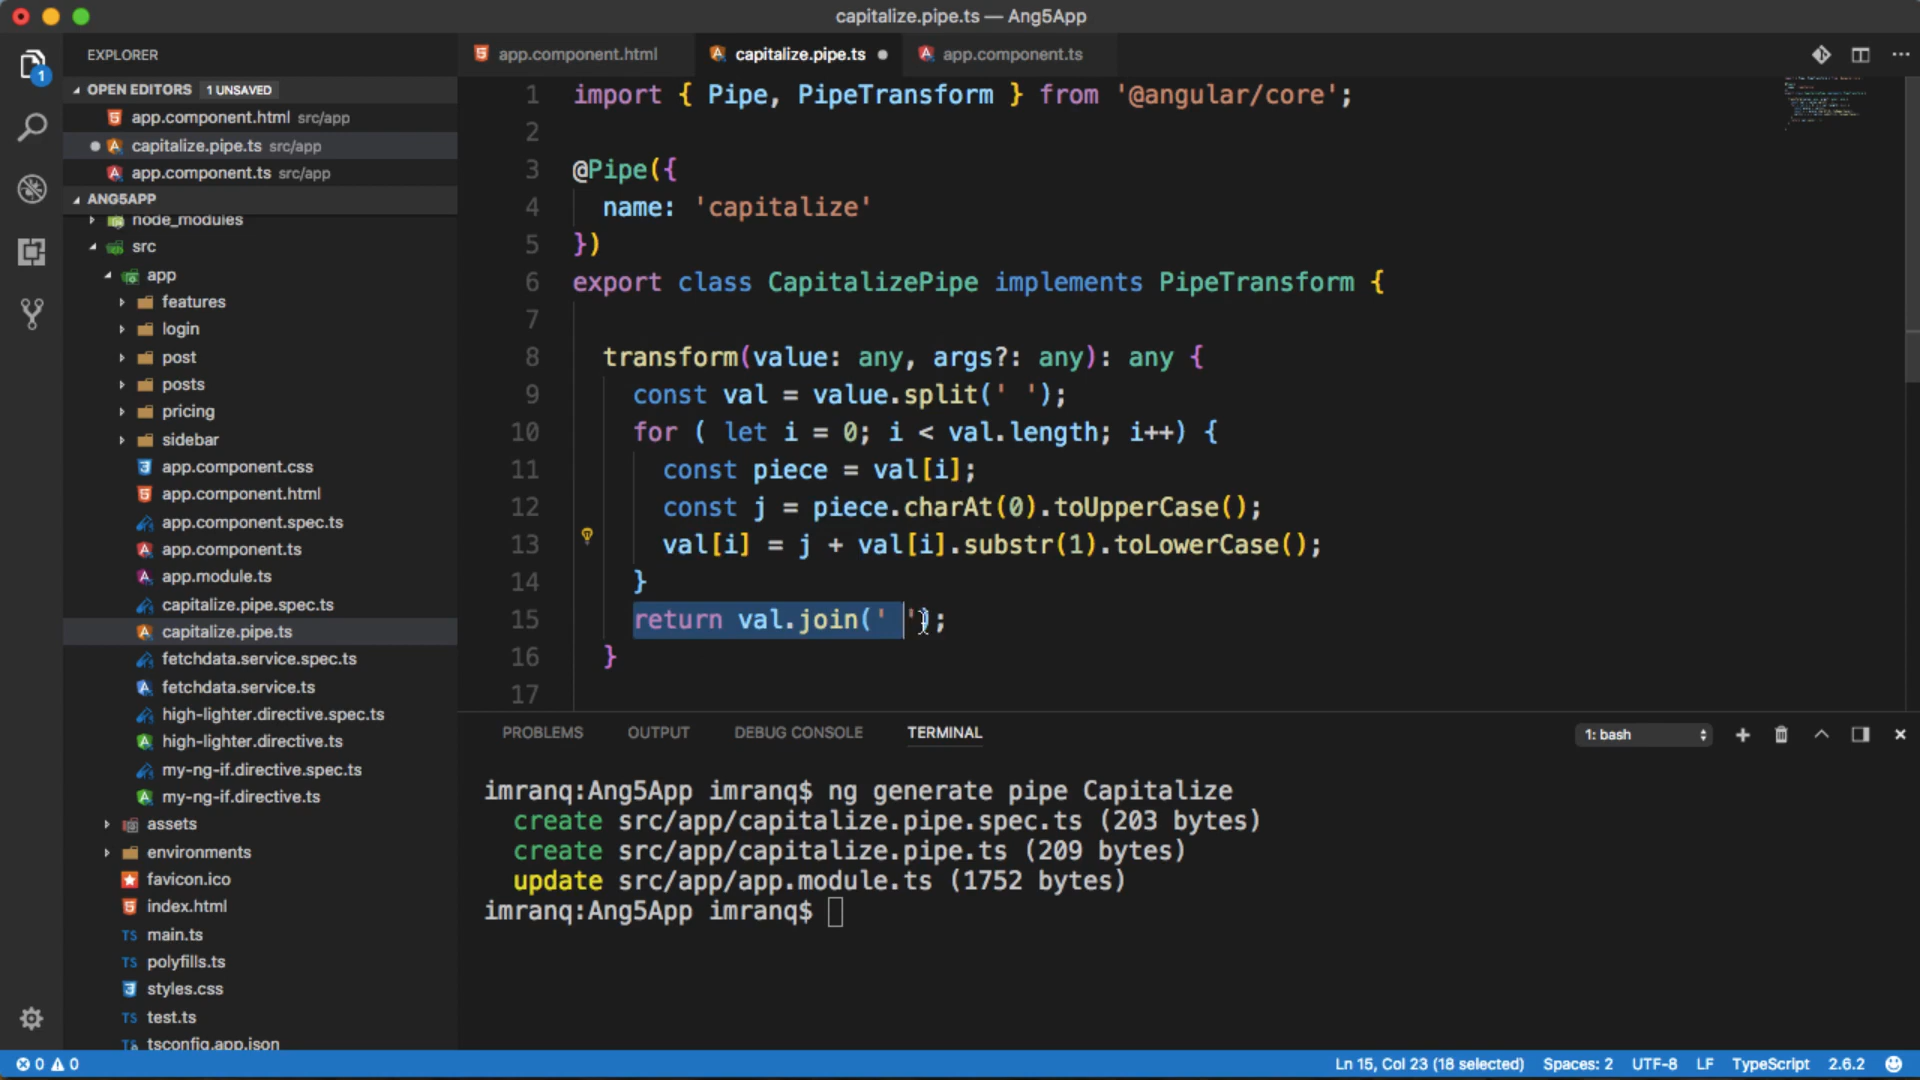 capitalize.pipe.ts — Ang5App
EXPLORER
OPEN EDITORS 1 UNSAVED
app.component.html src/app
capitalize.pipe.ts src/app
app.component.ts src/app
ANG5APP
node_modules
src
app
features
login
post
posts
pricing
sidebar
app.component.css
app.component.html
app.component.spec.ts
app.component.ts
app.module.ts
capitalize.pipe.spec.ts
capitalize.pipe.ts
fetchdata.service.spec.ts
fetchdata.service.ts
high-lighter.directive.spec.ts
high-lighter.directive.ts
my-ng-if.directive.spec.ts
my-ng-if.directive.ts
assets
environments
favicon.ico
index.html
TS main.ts
TS polyfills.ts
styles.css
TS test.ts
TS tsconfig.app.json
1
app.component.html
capitalize.pipe.ts
app.component.ts
1 import { Pipe, PipeTransform } from '@angular/core';
2
3 @Pipe({
4 name: 'capitalize'
5 })
6 export class CapitalizePipe implements PipeTransform {
7
8 transform(value: any, args?: any): any {
9 const val = value.split(' ');
10 for ( let i = 0; i < val.length; i++) {
11 const piece = val[i];
12 const j = piece.charAt(0).toUpperCase();
13 val[i] = j + val[i].substr(1).toLowerCase();
14 }
15 return val.join(' ');
16 }
17
PROBLEMS OUTPUT DEBUG CONSOLE TERMINAL
1: bash
imranq:Ang5App imranq$ ng generate pipe Capitalize
create src/app/capitalize.pipe.spec.ts (203 bytes)
create src/app/capitalize.pipe.ts (209 bytes)
update src/app/app.module.ts (1752 bytes)
imranq:Ang5App imranq$
0 0
Ln 15, Col 23 (18 selected) Spaces: 2 UTF-8 LF TypeScript 2.6.2